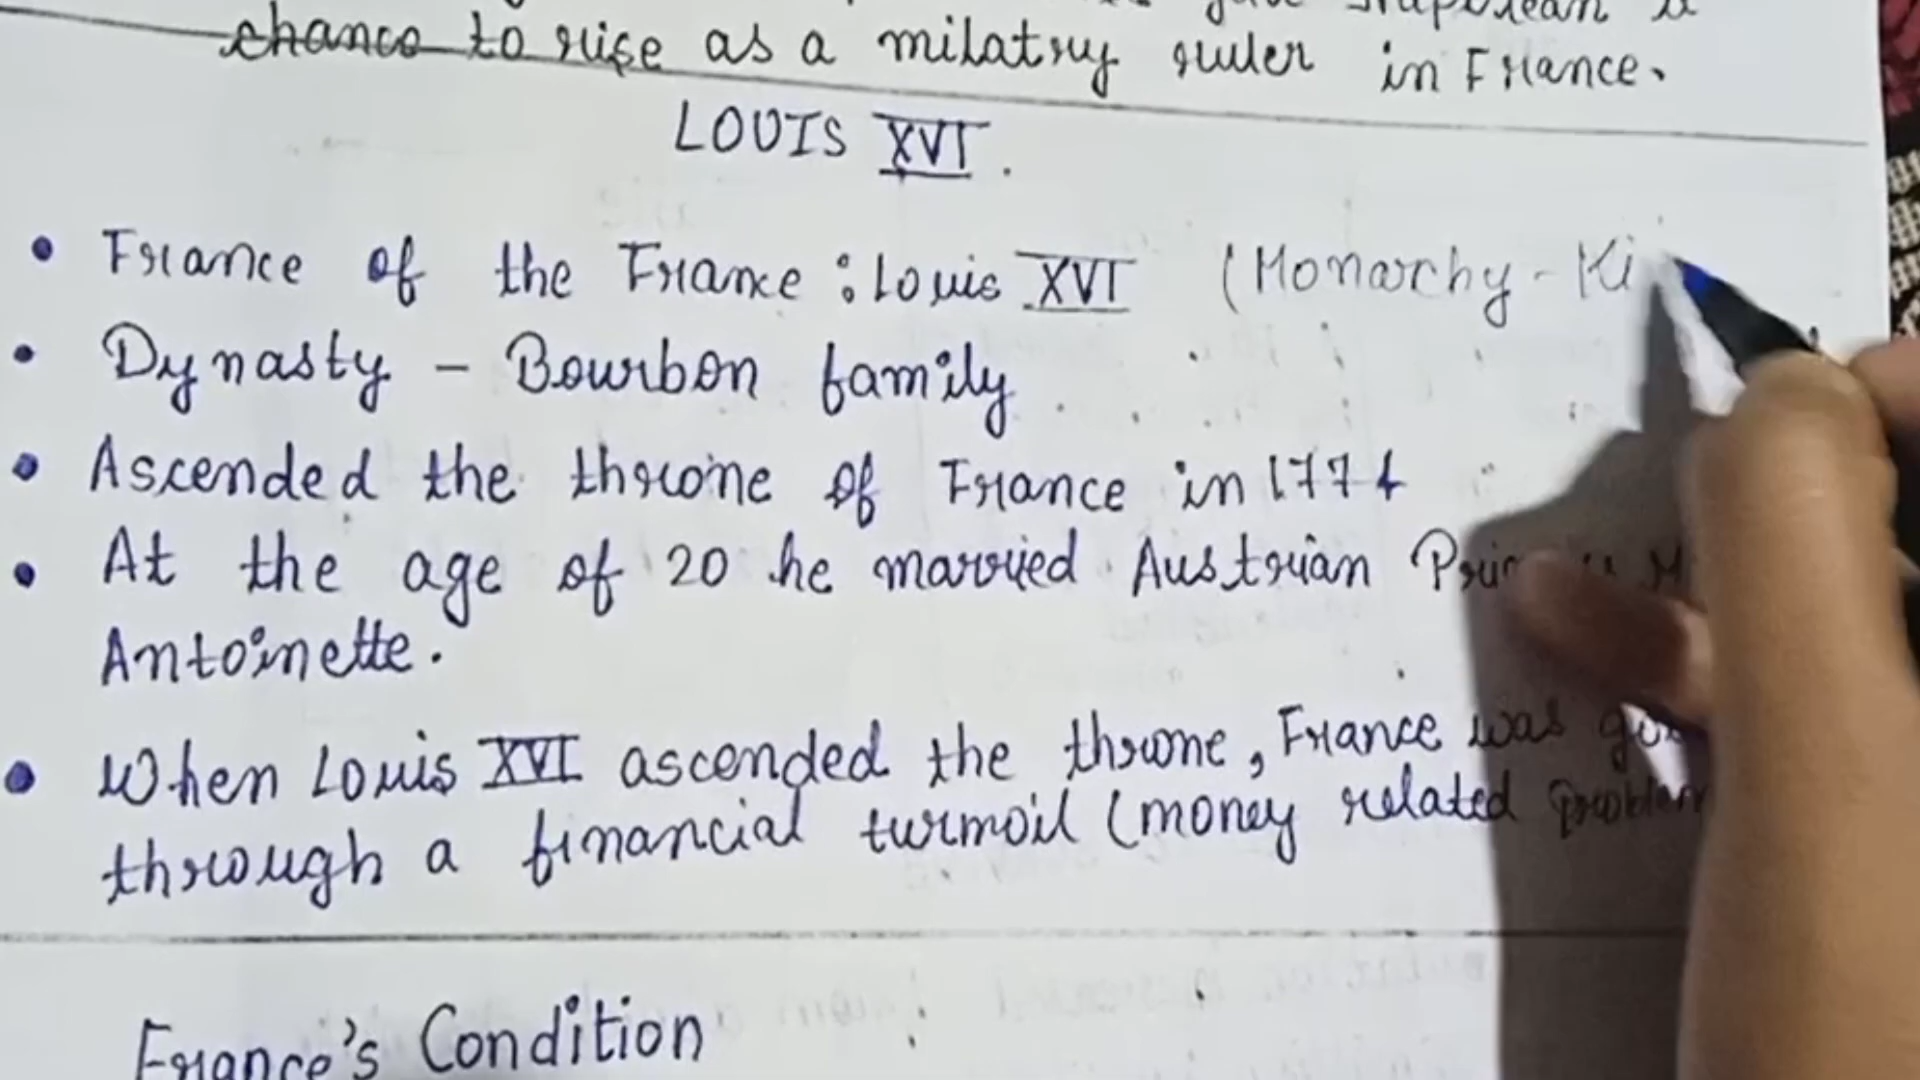 chance to rise as a milatry ruler in France.
LOUIS XVI.
• France of the France : Louis XVI (Monarchy - Ki
• Dynasty - Bourbon family
• Ascended the throne of France in 1774
• At the age of 20 he married Austrian
Antoinette.
• When Louis XVI ascended the throne, France was
through a financial turmoil (money related problem
France's Condition